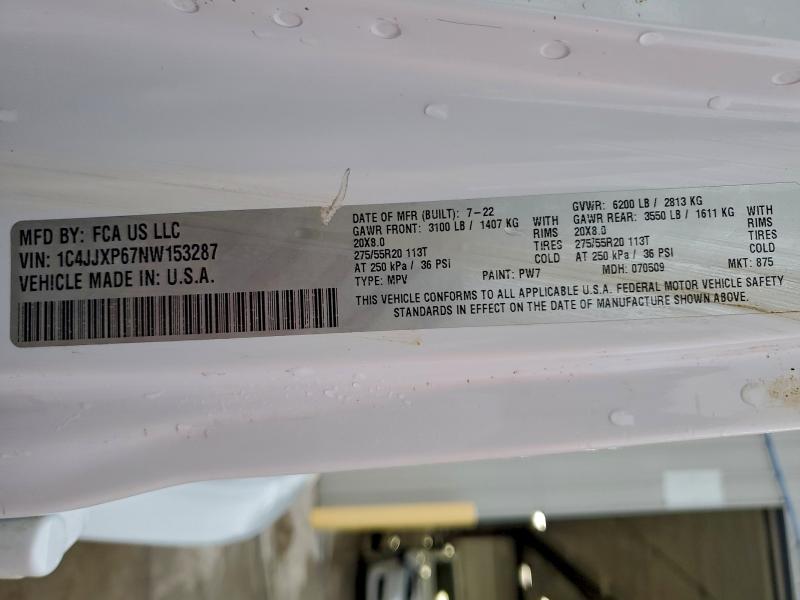 MFD BY: FCA US LLC
VIN: 1C4JJXP67NW153287
VEHICLE MADE IN U.S.A.
DATE OF MFR (BUILT): 7-22
GAWR FRONT: 3100 LB / 1407 KG WITH
20X8.0 RIMS
275/55R20 113T TIRES
AT 250 kPa / 36 PSI COLD
TYPE: MPV PAINT: PW7
GVWR: 6200 LB / 2813 KG
GAWR REAR: 3550 LB / 1611 KG WITH
20X8.0 RIMS
275/55R20 113T TIRES
AT 250 kPa / 36 PSI COLD
MDH: 070509 MKT: 875
THIS VEHICLE CONFORMS TO ALL APPLICABLE U.S.A. FEDERAL MOTOR VEHICLE SAFETY
STANDARDS IN EFFECT ON THE DATE OF MANUFACTURE SHOWN ABOVE.